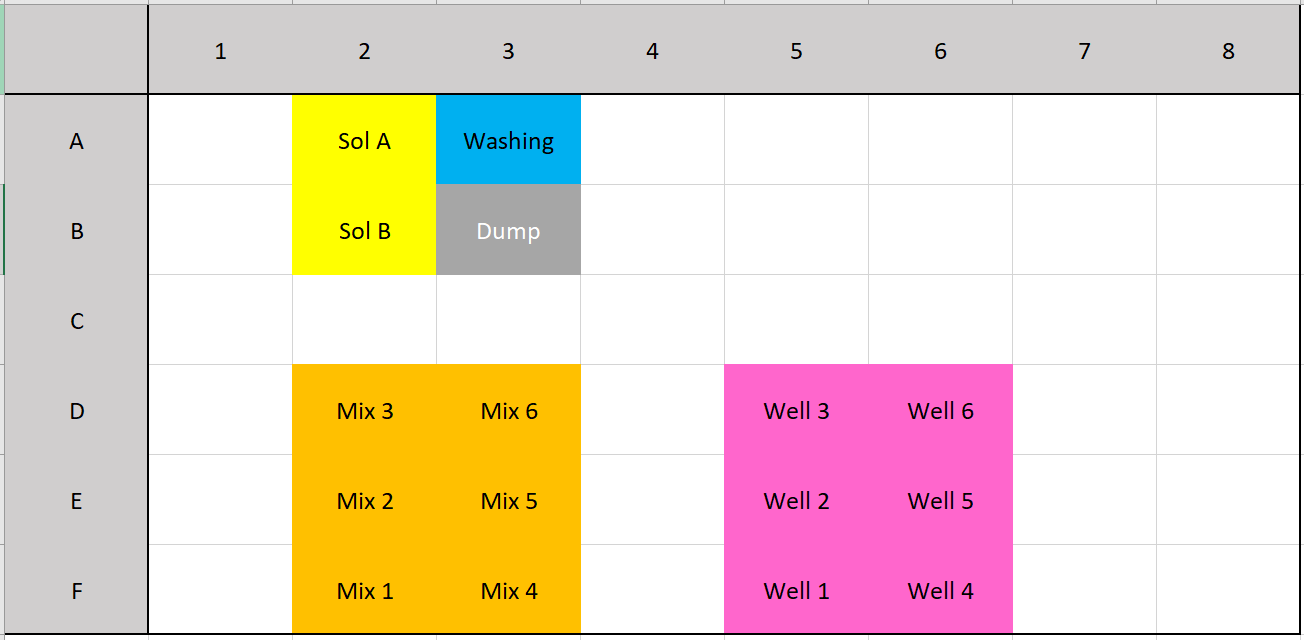 1 2 3 4 5 6 7 8
A Sol A Washing
B Sol B Dump
C
D Mix 3 Mix 6 Well 3 Well 6
E Mix 2 Mix 5 Well 2 Well 5
F Mix 1 Mix 4 Well 1 Well 4